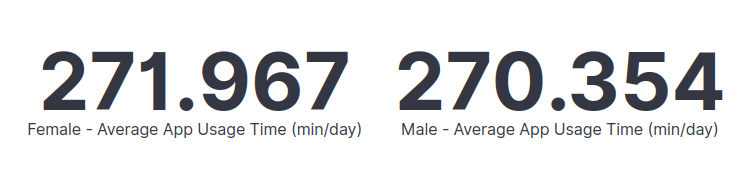 271.967
Female - Average App Usage Time (min/day)
270.354
Male - Average App Usage Time (min/day)